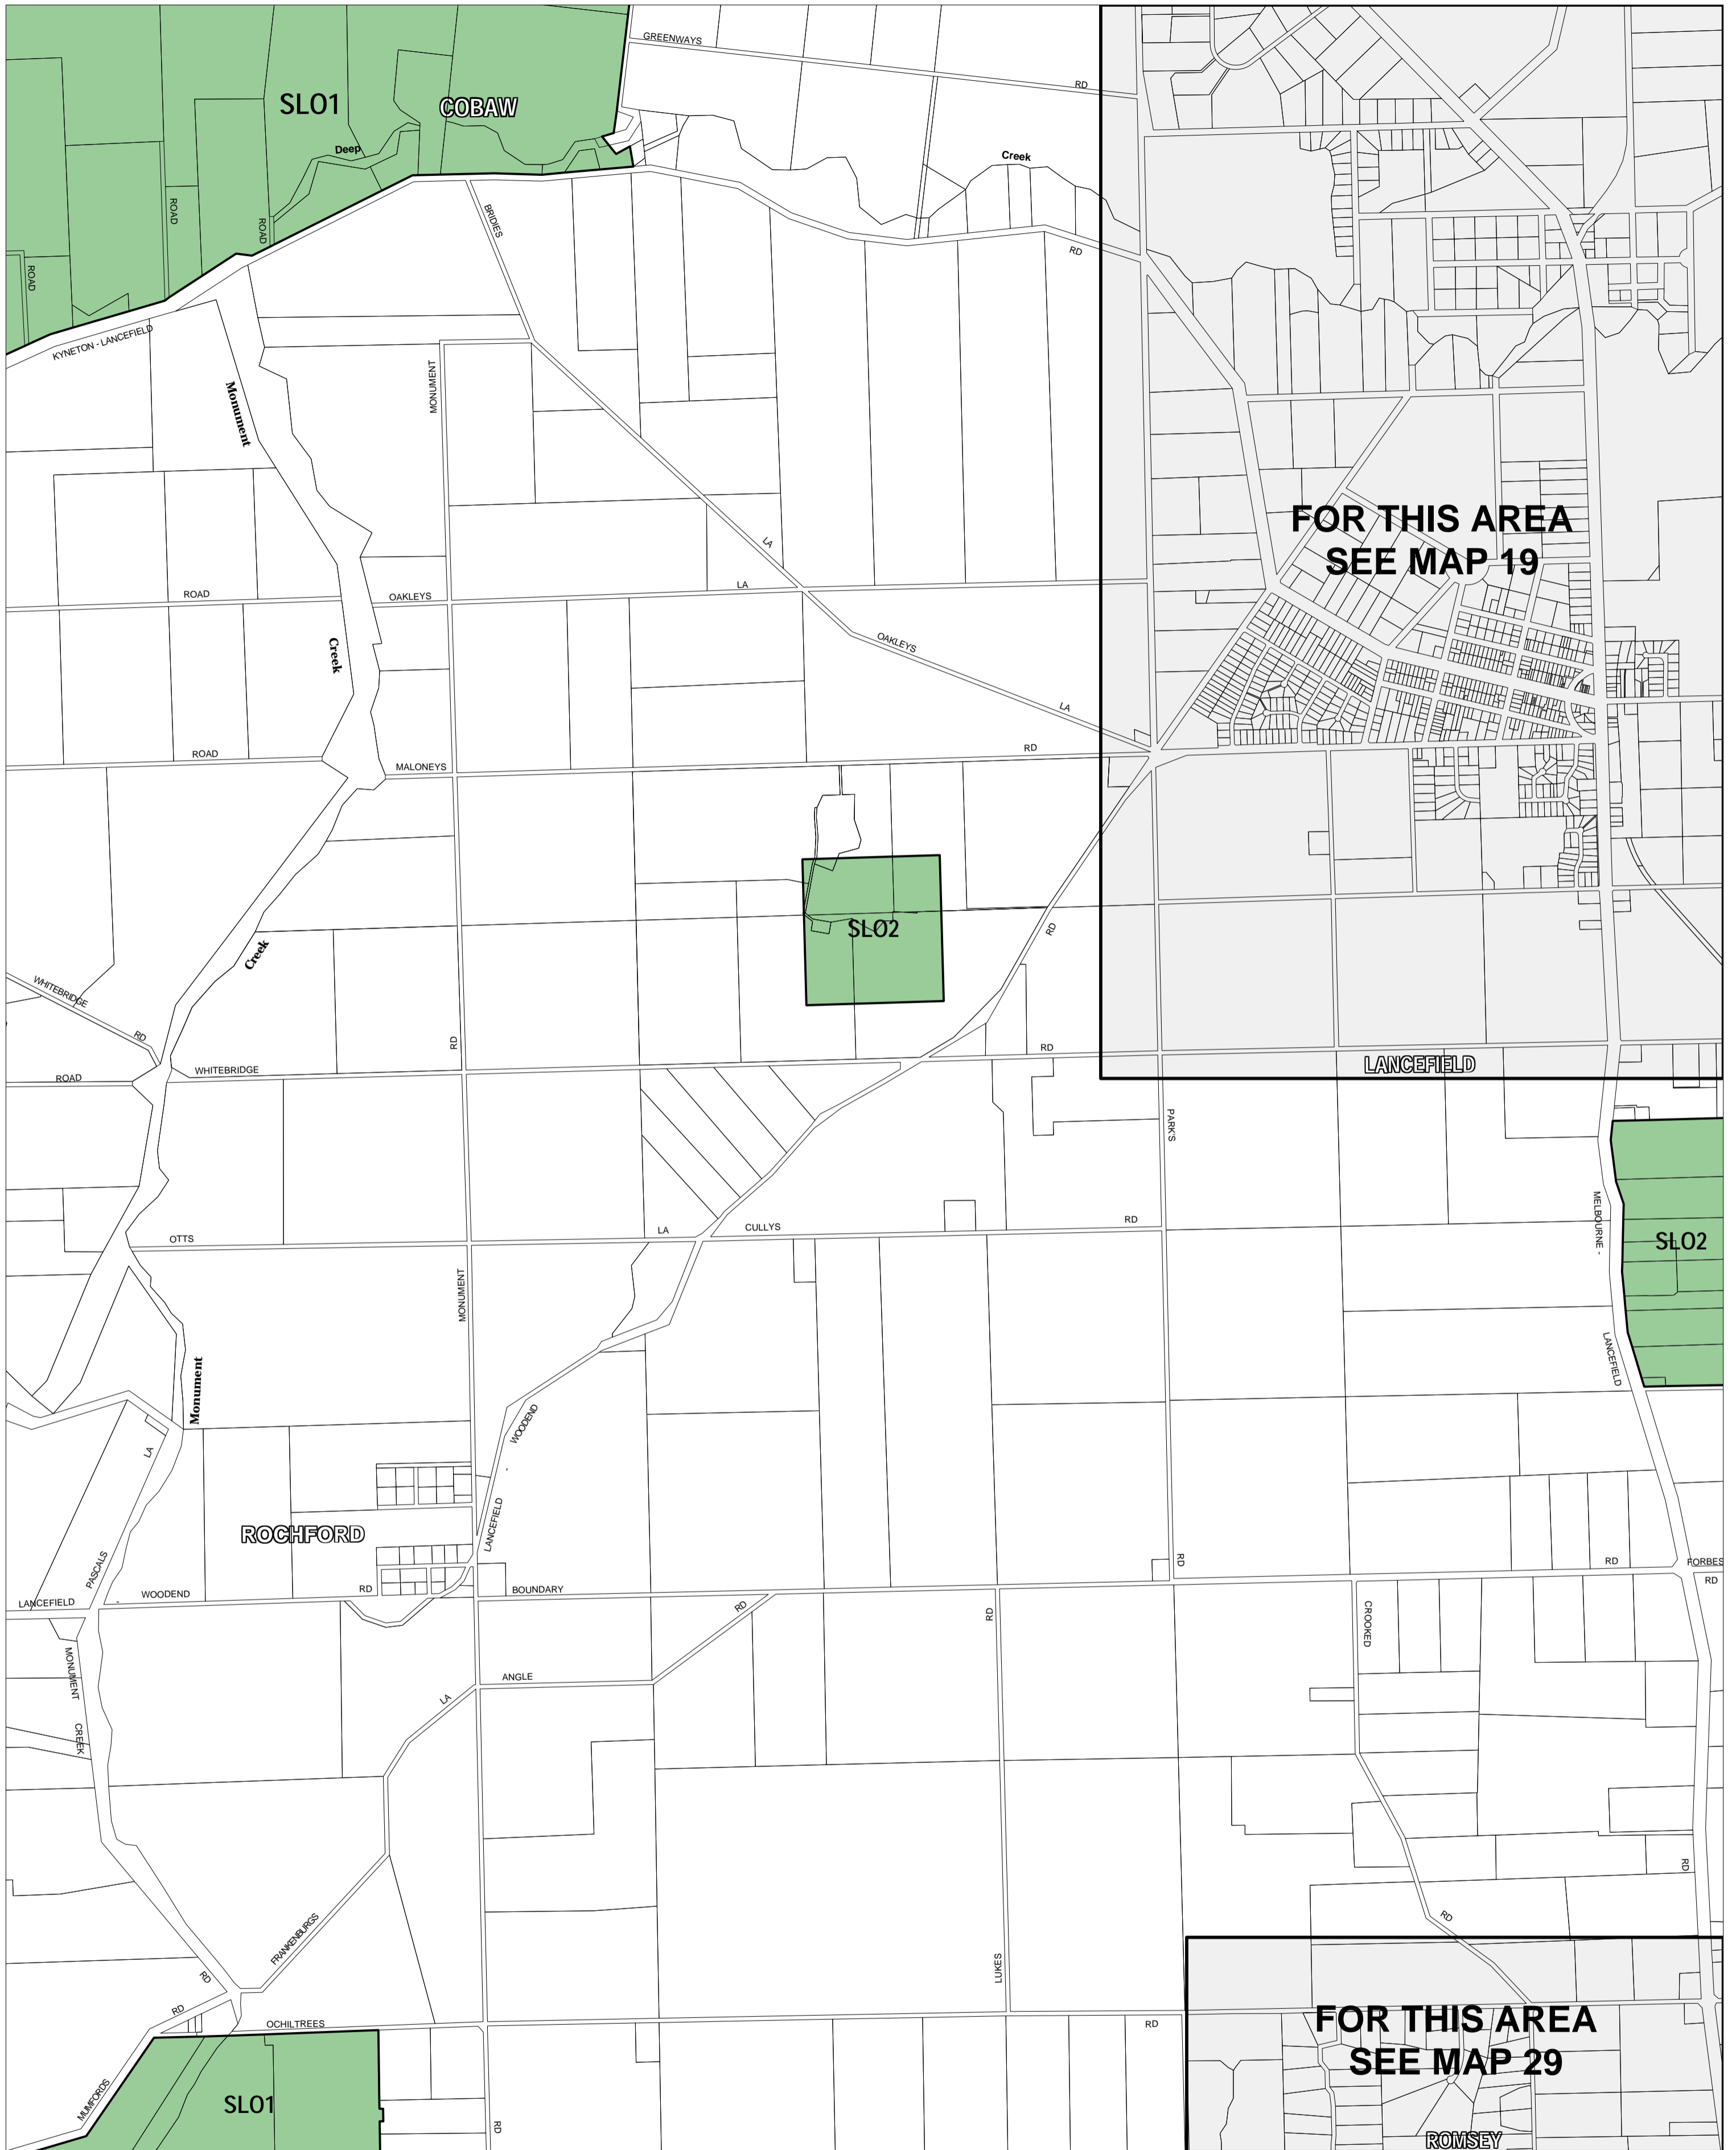 GREENWAYS
RD
SLO1
COBAW
Deep
Creek
ROAD
ROAD
ROAD
BRIDIES
RD
KYNETON - LANCEFIELD
Monument
MONUMENT
FOR THIS AREA
SEE MAP 19
LA
ROAD
OAKLEYS
LA
Creek
OAKLEYS
LA
ROAD
MALONEYS
RD
SLO2
RD
Creek
WHITEBRIDGE
RD
RD
RD
ROAD
WHITEBRIDGE
LANCEFIELD
PARK'S
MELBOURNE -
SLO2
OTTS
LA
CULLYS
RD
MONUMENT
LANCEFIELD
Monument
WOODEND
-
LA
LANCEFIELD
ROCHFORD
PASCALS
RD
RD
FORBES
RD
LANCEFIELD
-
WOODEND
RD
BOUNDARY
RD
RD
CROOKED
MONUMENT
CREEK
ANGLE
LA
RD
RD
FRANKENBURGS
LUKES
RD
RD
OCHILTREES
RD
FOR THIS AREA
SEE MAP 29
MUMFORDS
SLO1
RD
ROMSEY